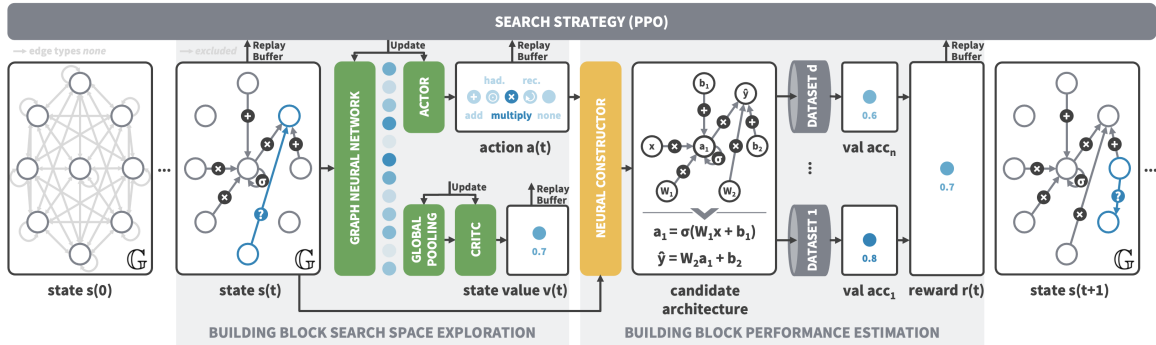 SEARCH STRATEGY (PPO)
edge types none
excluded
Replay
Buffer
Update
Replay
Buffer
Replay
Buffer
GRAPH NEURAL NETWORK
ACTOR
had. rec.
add multiply none
action a(t)
Update
Replay
Buffer
GLOBAL
POOLING
CRITC
0.7
state value v(t)
NEURAL CONSTRUCTOR
b₁
ŷ
x
a₁
b₂
σ
W₁
W₂
a₁ = σ(W₁x + b₁)
ŷ = W₂a₁ + b₂
candidate
architecture
DATASET d
0.6
val accₙ
...
DATASET 1
0.8
val acc₁
0.7
reward r(t)
𝔾
state s(0)
...
+
×
×
σ
+
×
×
?
𝔾
state s(t)
+
×
×
σ
+
×
×
?
𝔾
state s(t+1)
...
BUILDING BLOCK SEARCH SPACE EXPLORATION
BUILDING BLOCK PERFORMANCE ESTIMATION